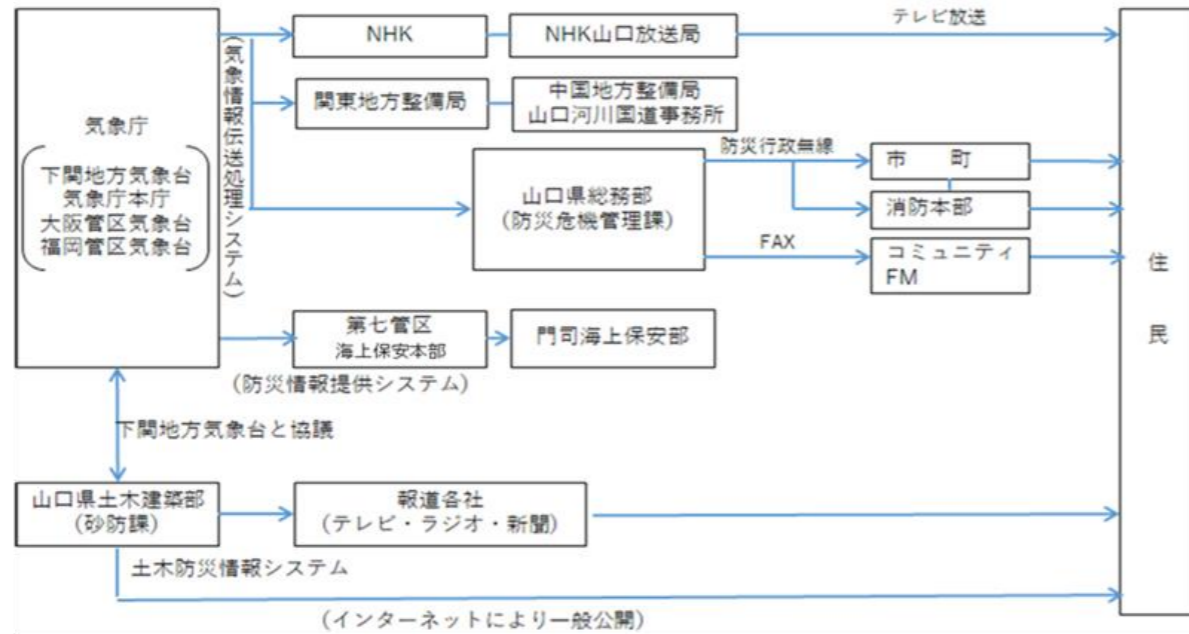 テレビ放送
NHK
NHK山口放送局
(気象情報伝送処理システム)
関東地方整備局
中国地方整備局
山口河川国道事務所
気象庁
下関地方気象台
気象庁本庁
大阪管区気象台
福岡管区気象台
防災行政無線
市　　町
山口県総務部
(防災危機管理課)
消防本部
FAX
コミュニティ
FM
住
民
第七管区
海上保安本部
門司海上保安部
(防災情報提供システム)
下関地方気象台と協議
山口県土木建築部
(砂防課)
報道各社
(テレビ・ラジオ・新聞)
土木防災情報システム
(インターネットにより一般公開)